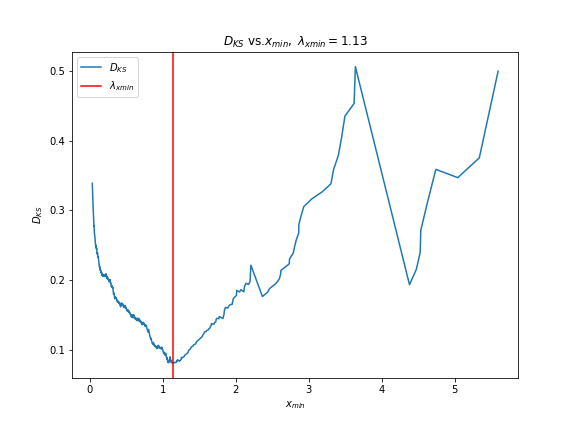 D_KS vs.x_min, λ_xmin = 1.13
D_KS
λ_xmin
0.5
0.4
0.3
0.2
0.1
D_KS
0 1 2 3 4 5
x_min